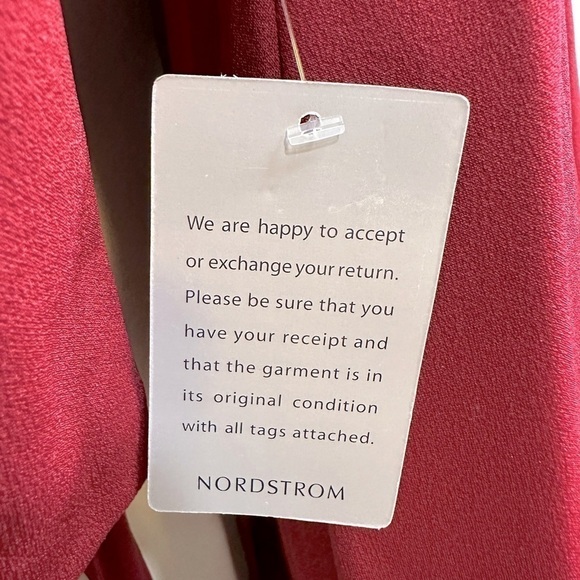 We are happy to accept
or exchange your return.
Please be sure that you
have your receipt and
that the garment is in
its original condition
with all tags attached.
NORDSTROM